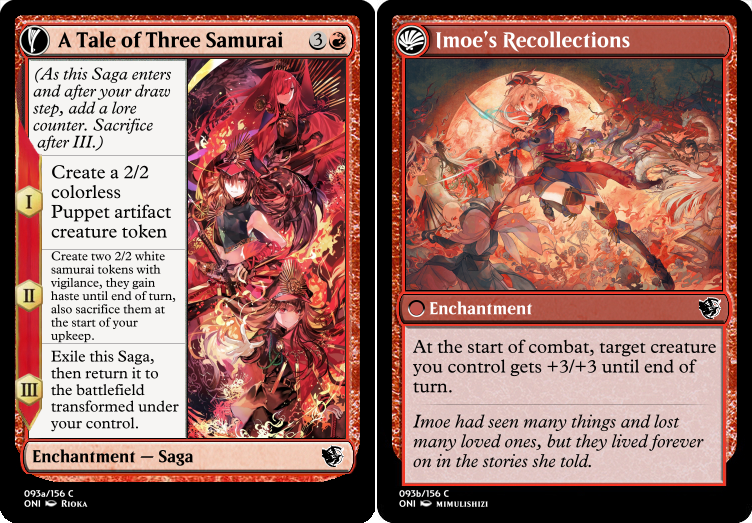 A Tale of Three Samurai 3
(As this Saga enters
and after your draw
step, add a lore
counter. Sacrifice
after III.)
I
Create a 2/2
colorless
Puppet artifact
creature token
II
Create two 2/2 white
samurai tokens with
vigilance, they gain
haste until end of turn,
also sacrifice them at
the start of your
upkeep.
III
Exile this Saga,
then return it to
the battlefield
transformed under
your control.
Enchantment — Saga
093a/156 C
ONI Rioka
Imoe's Recollections
Enchantment
At the start of combat, target creature
you control gets +3/+3 until end of
turn.
Imoe had seen many things and lost
many loved ones, but they lived forever
on in the stories she told.
093b/156 C
ONI mimulishizi